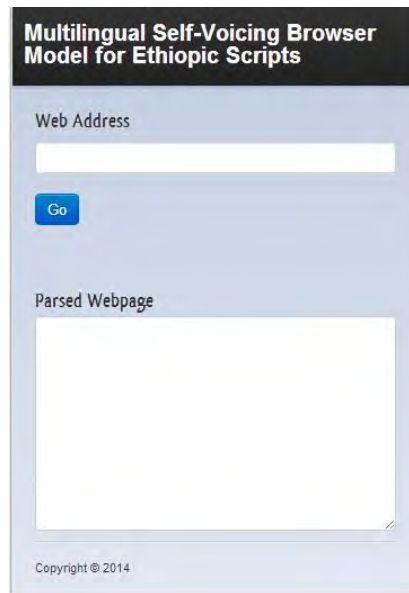 Multilingual Self-Voicing Browser
Model for Ethiopic Scripts
Web Address
Go
Parsed Webpage
Copyright © 2014